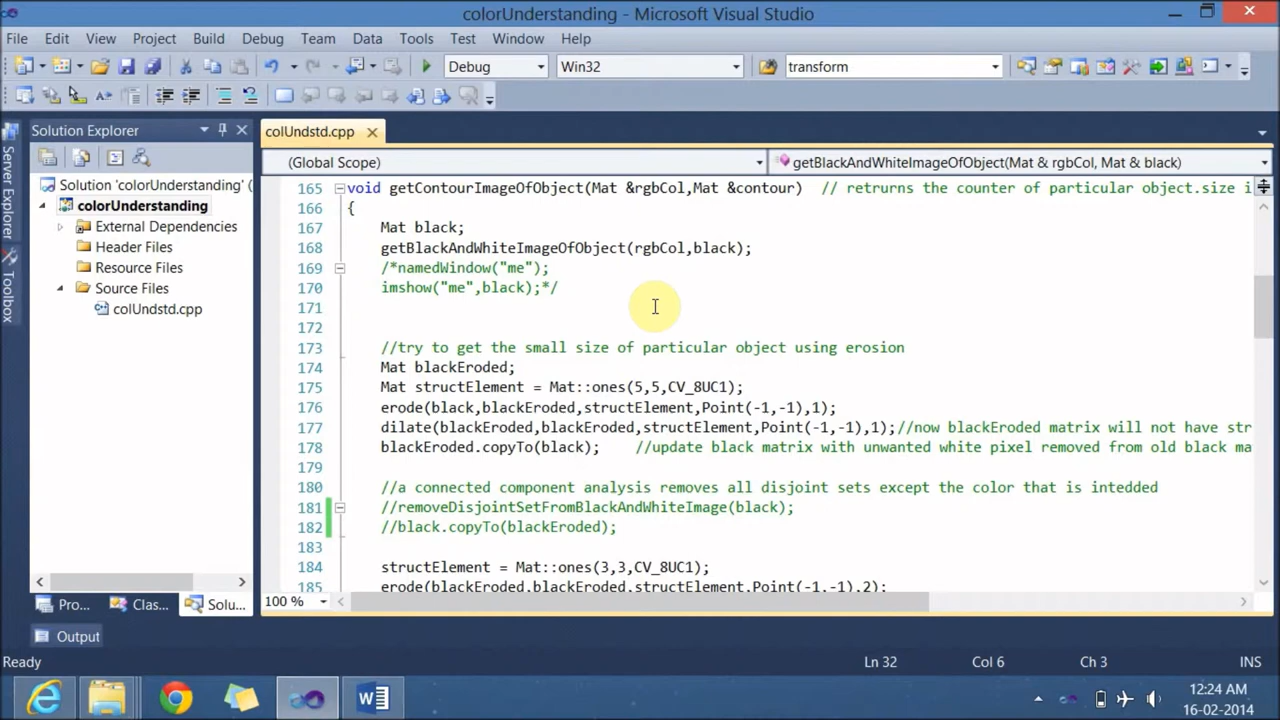 colorUnderstanding - Microsoft Visual Studio
File Edit View Project Build Debug Team Data Tools Test Window Help
Debug Win32 transform
Server Explorer
Toolbox
Solution Explorer
Solution 'colorUnderstanding' (
colorUnderstanding
External Dependencies
Header Files
Resource Files
Source Files
colUndstd.cpp
Pro... Clas... Solu...
colUndstd.cpp
(Global Scope) getBlackAndWhiteImageOfObject(Mat & rgbCol, Mat & black)
165 void getContourImageOfObject(Mat &rgbCol,Mat &contour) // retrurns the counter of particular object.size i
166 {
167 Mat black;
168 getBlackAndWhiteImageOfObject(rgbCol,black);
169 /*namedWindow("me");
170 imshow("me",black);*/
171
172
173 //try to get the small size of particular object using erosion
174 Mat blackEroded;
175 Mat structElement = Mat::ones(5,5,CV_8UC1);
176 erode(black,blackEroded,structElement,Point(-1,-1),1);
177 dilate(blackEroded,blackEroded,structElement,Point(-1,-1),1);//now blackEroded matrix will not have str
178 blackEroded.copyTo(black); //update black matrix with unwanted white pixel removed from old black ma
179
180 //a connected component analysis removes all disjoint sets except the color that is intedded
181 //removeDisjointSetFromBlackAndWhiteImage(black);
182 //black.copyTo(blackEroded);
183
184 structElement = Mat::ones(3,3,CV_8UC1);
185 erode(blackEroded,blackEroded,structElement,Point(-1,-1),2);
100 %
Output
Ready Ln 32 Col 6 Ch 3 INS
12:24 AM
16-02-2014